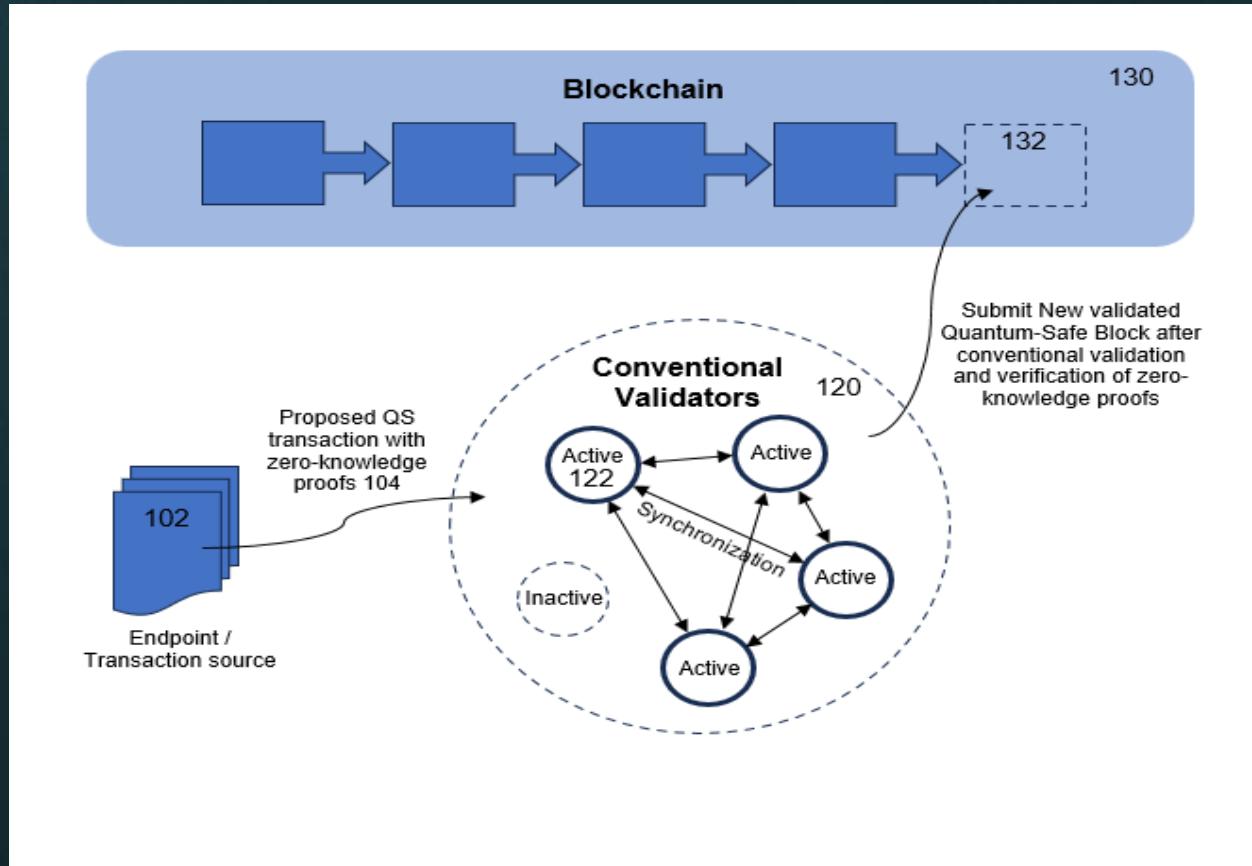 Blockchain
130
132
Submit New validated
Quantum-Safe Block after
conventional validation
and verification of zero-
knowledge proofs
Conventional
Validators
120
Proposed QS
transaction with
zero-knowledge
proofs 104
Active
122
Active
Synchronization
Active
Inactive
Active
102
Endpoint /
Transaction source